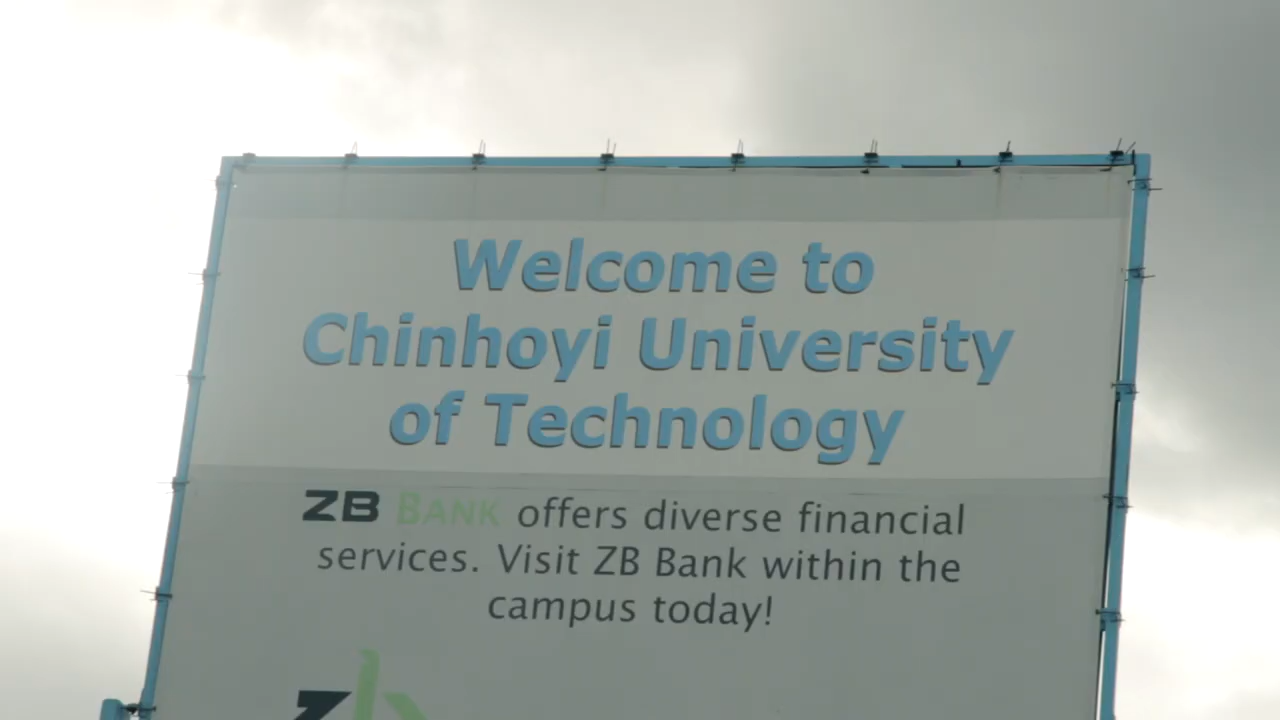 Welcome to
Chinhoyi University
of Technology
ZB BANK offers diverse financial
services. Visit ZB Bank within the
campus today!
zb